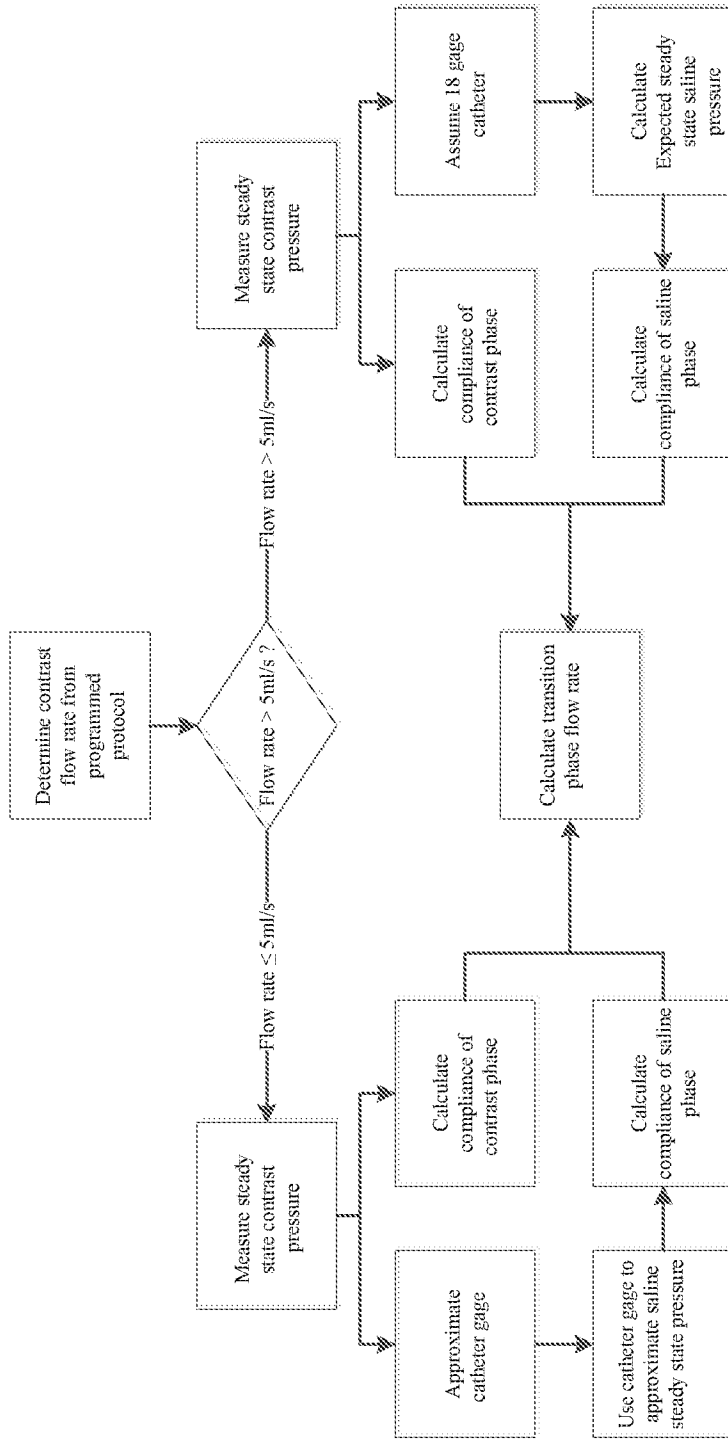 Determine contrast
flow rate from
programmed
protocol
Flow rate > 5ml/s ?
Flow rate ≤ 5ml/s
Flow rate > 5ml/s
Measure steady
state contrast
pressure
Measure steady
state contrast
pressure
Approximate
catheter gage
Calculate
compliance of
contrast phase
Calculate
compliance of
contrast phase
Assume 18 gage
catheter
Calculate transition
phase flow rate
Use catheter gage to
approximate saline
steady state pressure
Calculate
compliance of saline
phase
Calculate
compliance of saline
phase
Calculate
Expected steady
state saline
pressure